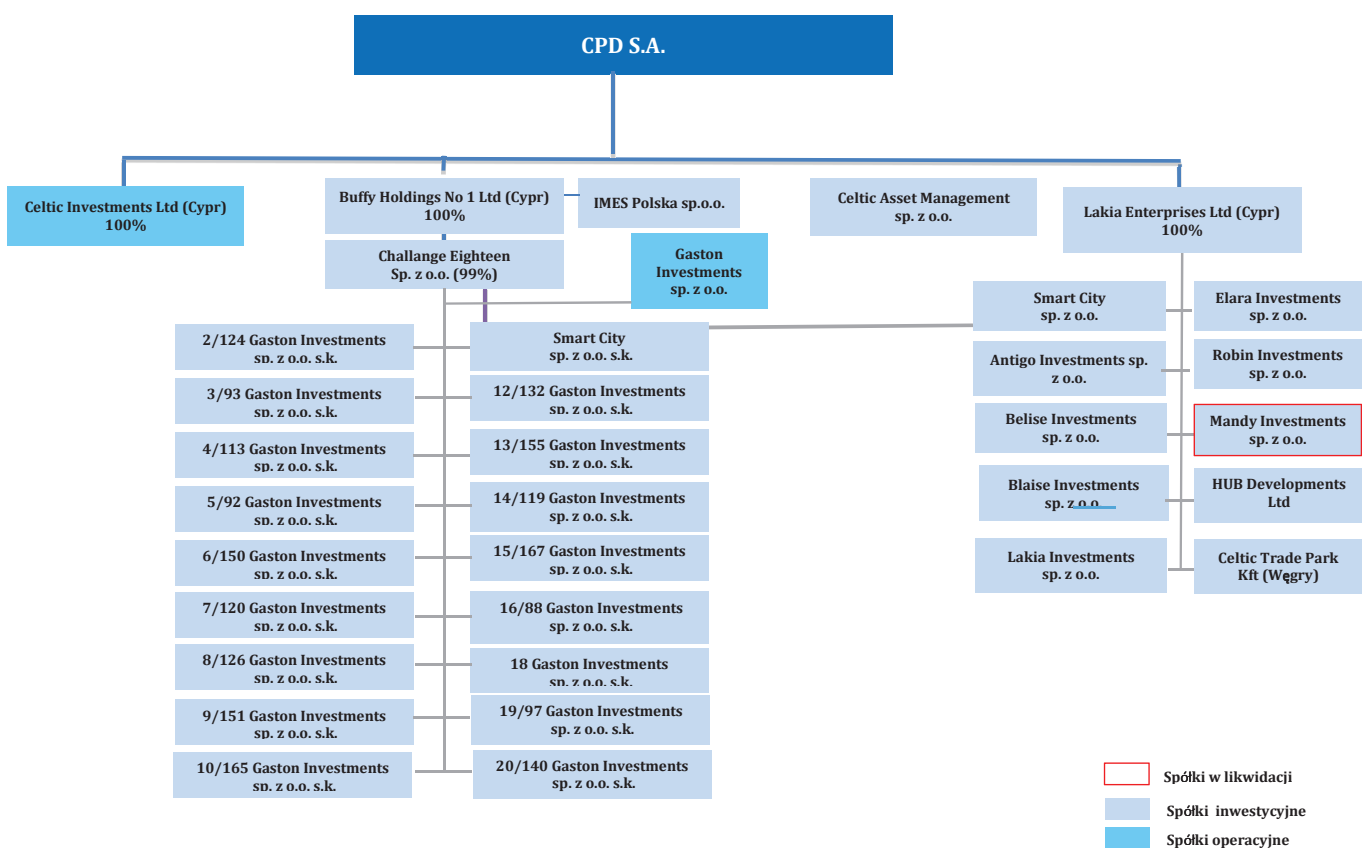 CPD S.A.
Celtic Investments Ltd (Cypr)
100%
Buffy Holdings No 1 Ltd (Cypr)
100%
IMES Polska sp.o.o.
Celtic Asset Management
sp. z o.o.
Lakia Enterprises Ltd (Cypr)
100%
Challange Eighteen
Sp. z o.o. (99%)
Gaston
Investments
sp. z o.o.
2/124 Gaston Investments
sp. z o.o. s.k.
3/93 Gaston Investments
sp. z o.o. s.k.
4/113 Gaston Investments
sp. z o.o. s.k.
5/92 Gaston Investments
sp. z o.o. s.k.
6/150 Gaston Investments
sp. z o.o. s.k.
7/120 Gaston Investments
sp. z o.o. s.k.
8/126 Gaston Investments
sp. z o.o. s.k.
9/151 Gaston Investments
sp. z o.o. s.k.
10/165 Gaston Investments
sp. z o.o. s.k.
Smart City
sp. z o.o. s.k.
12/132 Gaston Investments
sp. z o.o. s.k.
13/155 Gaston Investments
sp. z o.o. s.k.
14/119 Gaston Investments
sp. z o.o. s.k.
15/167 Gaston Investments
sp. z o.o. s.k.
16/88 Gaston Investments
sp. z o.o. s.k.
18 Gaston Investments
sp. z o.o. s.k.
19/97 Gaston Investments
sp. z o.o. s.k.
20/140 Gaston Investments
sp. z o.o. s.k.
Smart City
sp. z o.o.
Antigo Investments sp.
z o.o.
Belise Investments
sp. z o.o.
Blaise Investments
sp. z o.o.
Lakia Investments
sp. z o.o.
Elara Investments
sp. z o.o.
Robin Investments
sp. z o.o.
Mandy Investments
sp. z o.o.
HUB Developments
Ltd
Celtic Trade Park
Kft (Węgry)
Spółki w likwidacji
Spółki inwestycyjne
Spółki operacyjne